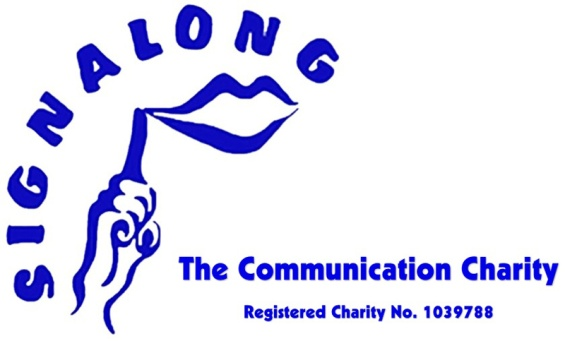 SIGNALONG
The Communication Charity
Registered Charity No. 1039788